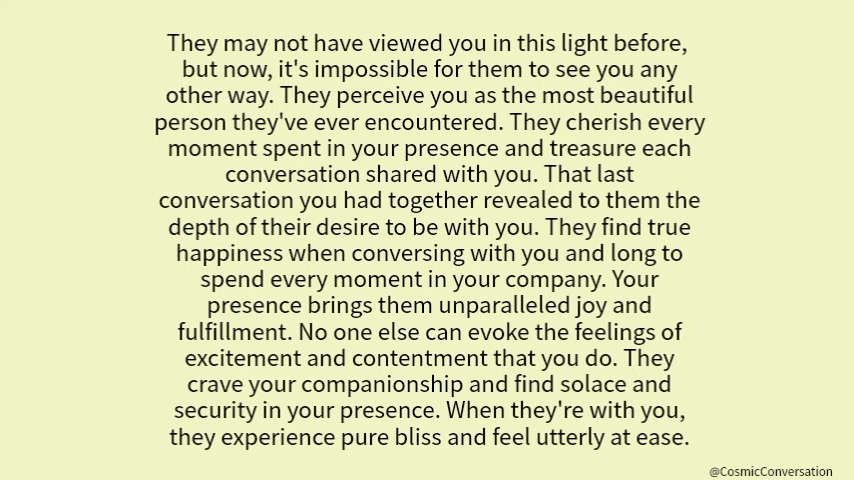 They may not have viewed you in this light before,
but now, it's impossible for them to see you any
other way. They perceive you as the most beautiful
person they've ever encountered. They cherish every
moment spent in your presence and treasure each
conversation shared with you. That last
conversation you had together revealed to them the
depth of their desire to be with you. They find true
happiness when conversing with you and long to
spend every moment in your company. Your
presence brings them unparalleled joy and
fulfillment. No one else can evoke the feelings of
excitement and contentment that you do. They
crave your companionship and find solace and
security in your presence. When they're with you,
they experience pure bliss and feel utterly at ease.
@CosmicConversation